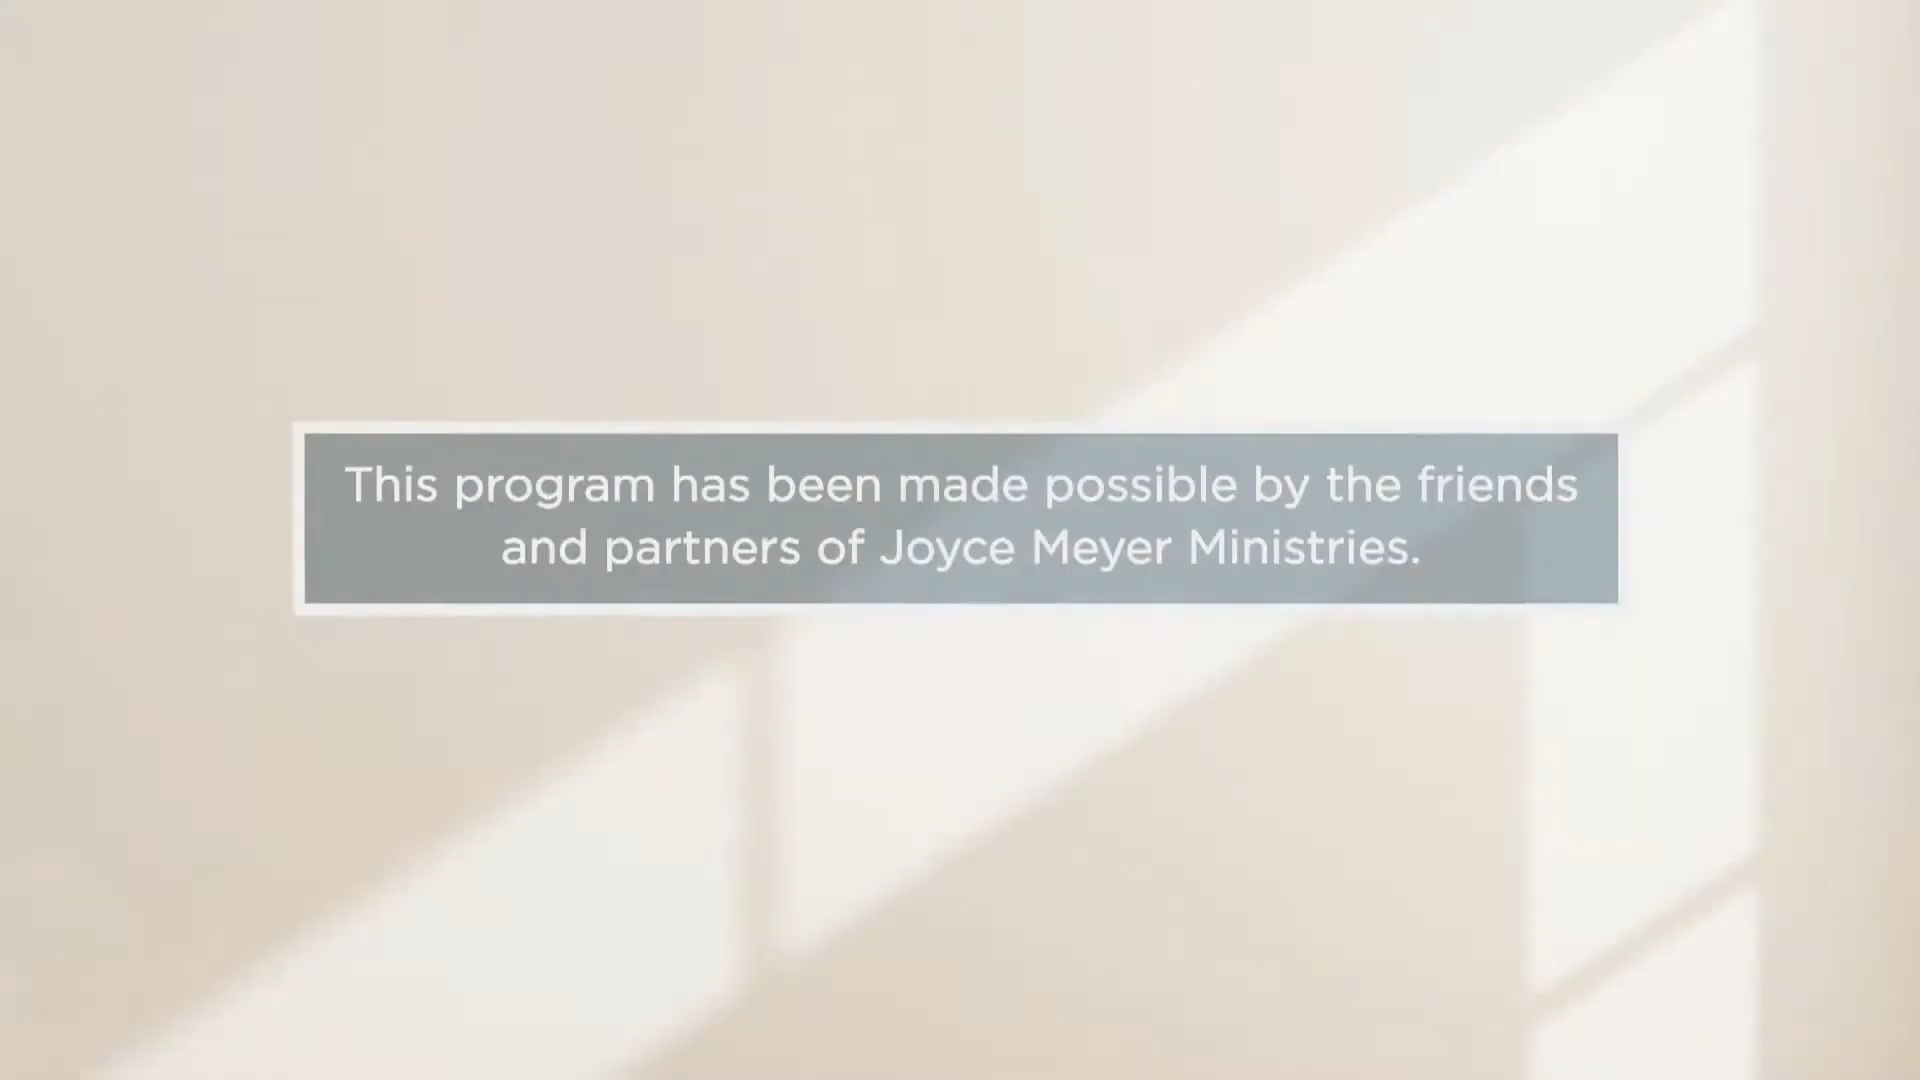 This program has been made possible by the friends
and partners of Joyce Meyer Ministries.